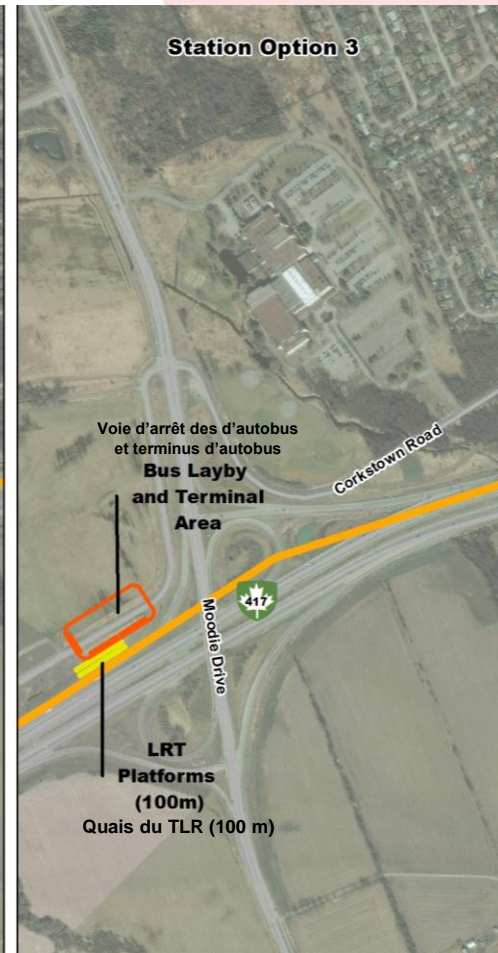 Station Option 3
Voie d'arrêt des d'autobus
et terminus d'autobus
Bus Layby
and Terminal
Area
Corkstown Road
417
Moodie Drive
LRT
Platforms
(100m)
Quais du TLR (100 m)